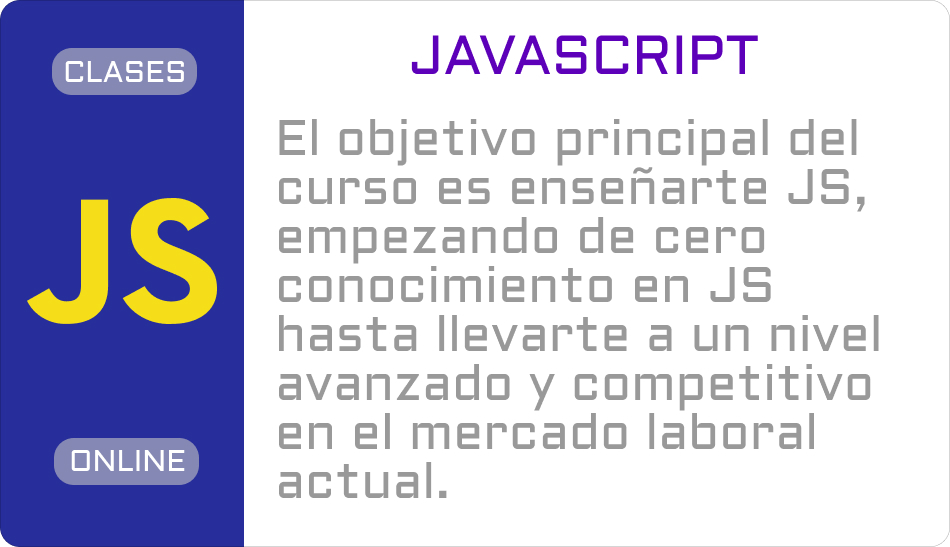 CLASES
JS
ONLINE
JAVASCRIPT
El objetivo principal del
curso es enseñarte JS,
empezando de cero
conocimiento en JS
hasta llevarte a un nivel
avanzado y competitivo
en el mercado laboral
actual.